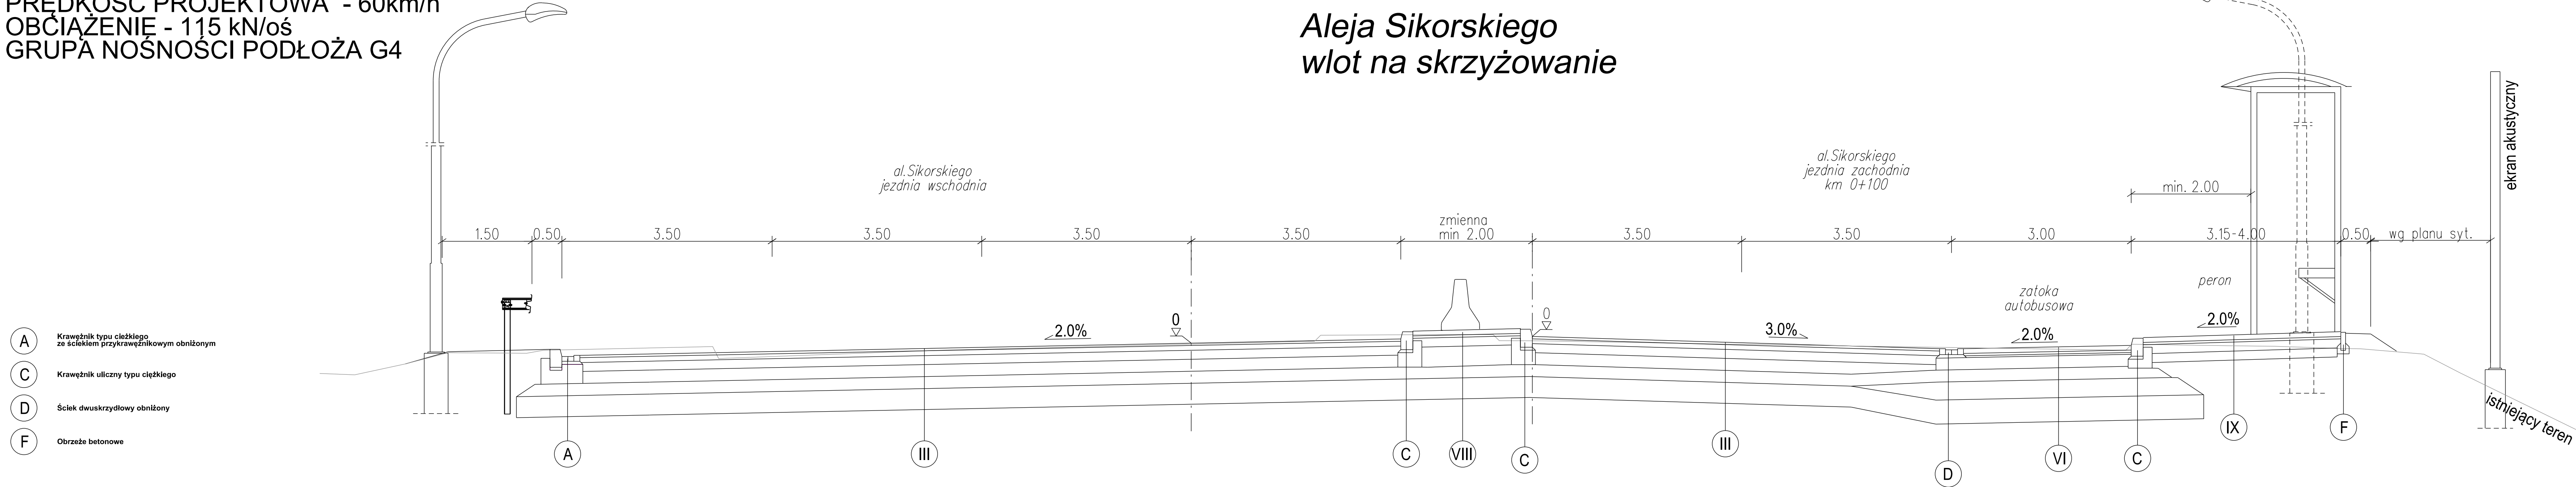 PRĘDKOŚĆ PROJEKTOWA - 60km/h
OBCIĄŻENIE - 115 kN/oś
GRUPA NOŚNOŚCI PODŁOŻA G4
Aleja Sikorskiego
wlot na skrzyżowanie
al.Sikorskiego
jezdnia wschodnia
al.Sikorskiego
jezdnia zachodnia
km 0+100
min. 2.00
ekran akustyczny
zmienna
1.50 0.50 3.50 3.50 3.50 3.50 min 2.00 3.50 3.50 3.00 3.15-4.00 0.50 wg planu syt.
peron
zatoka
autobusowa
2.0% 0 0 3.0% 2.0% 2.0%
A Krawężnik typu ciężkiego
ze ściekiem przykrawężnikowym obniżonym
C Krawężnik uliczny typu ciężkiego
D Ściek dwuskrzydłowy obniżony
F Obrzeże betonowe
istniejący teren
A III C VIII C III D VI C IX F